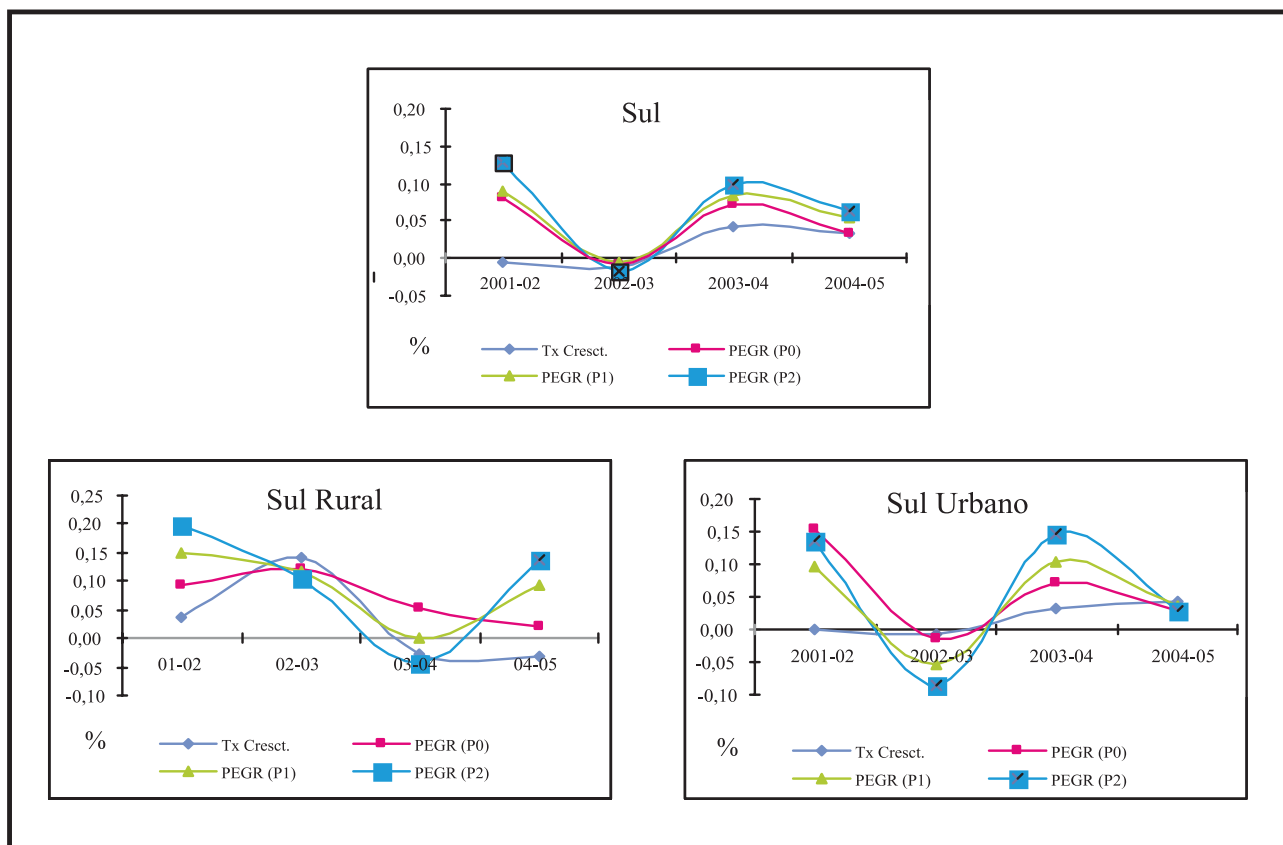 Sul
0,20
0,15
0,10
0,05
0,00
-0,05
2001-02 2002-03 2003-04 2004-05
%
Tx Cresct. PEGR (P0)
PEGR (P1) PEGR (P2)
Sul Rural
0,25
0,20
0,15
0,10
0,05
0,00
-0,05
-0,10
01-02 02-03 03-04 04-05
%
Tx Cresct. PEGR (P0)
PEGR (P1) PEGR (P2)
Sul Urbano
0,20
0,15
0,10
0,05
0,00
-0,05
-0,10
2001-02 2002-03 2003-04 2004-05
%
Tx Cresct. PEGR (P0)
PEGR (P1) PEGR (P2)